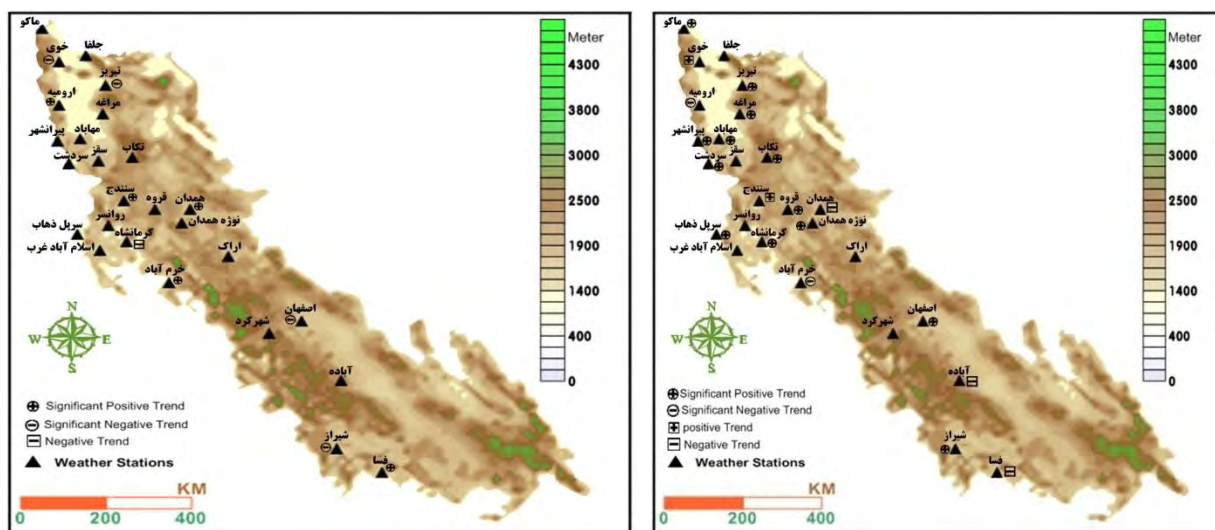 ماکو
جلفا
خوی
تبریز
ارومیه
مراغه
پیرانشهر
مهاباد
سردشت
سقز
تکاب
سنندج
قروه
همدان
روانسر
نوژه همدان
سرپل ذهاب
کرمانشاه
اسلام آباد غرب
اراک
خرم آباد
اصفهان
شهرکرد
آباده
شیراز
فسا
Meter
4300
3800
3000
2400
1900
1400
400
0
N
W E
S
Significant Positive Trend
Significant Negative Trend
Negative Trend
Weather Stations
KM
0 200 400
ماکو
جلفا
خوی
تبریز
ارومیه
مراغه
پیرانشهر
مهاباد
سردشت
سقز
تکاب
سنندج
قروه
همدان
روانسر
نوژه همدان
سرپل ذهاب
کرمانشاه
اسلام آباد غرب
اراک
خرم آباد
اصفهان
شهرکرد
آباده
شیراز
فسا
Meter
4300
3800
3000
2400
1900
1400
400
0
N
W E
S
Significant Positive Trend
Significant Negative Trend
positive Trend
Negative Trend
Weather Stations
KM
0 200 400